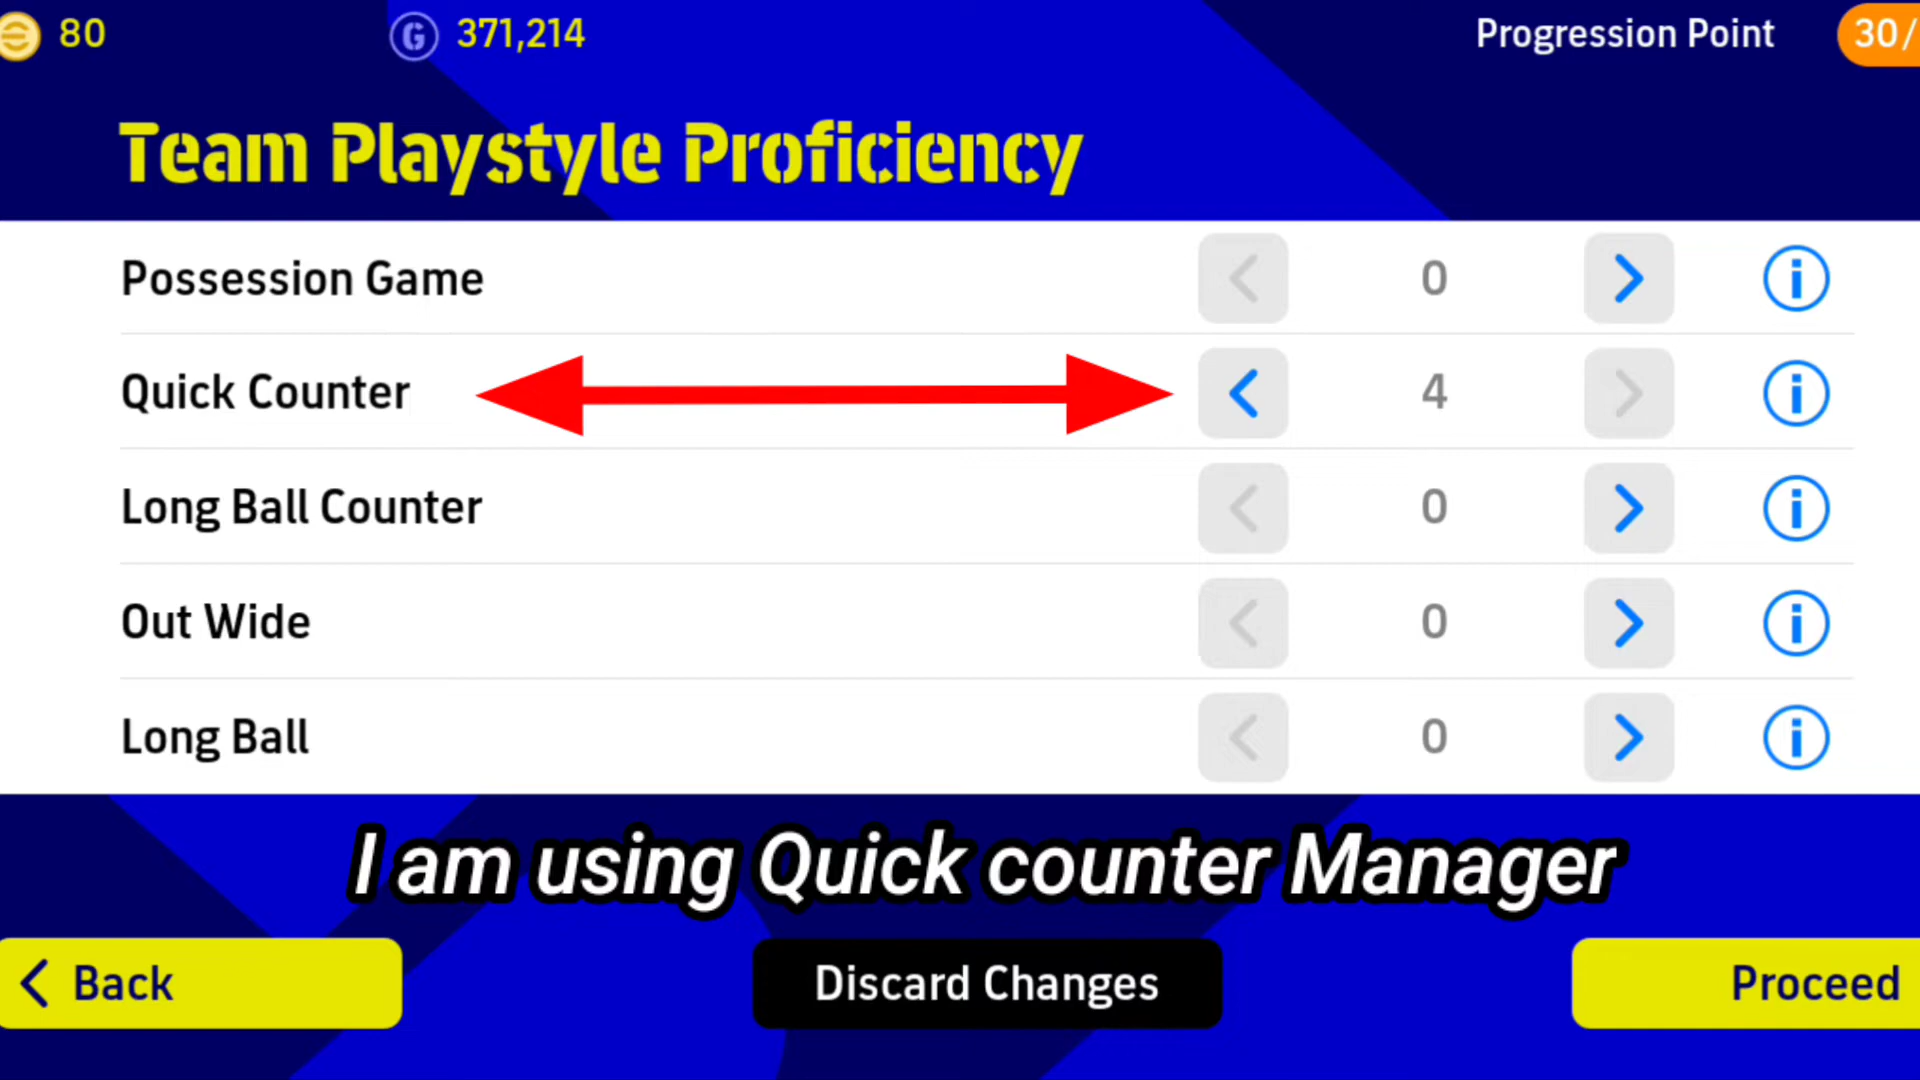 80
G 371,214
Progression Point 30/
Team Playstyle Proficiency
Possession Game 0
Quick Counter 4
Long Ball Counter 0
Out Wide 0
Long Ball 0
I am using Quick counter Manager
Back
Discard Changes
Proceed